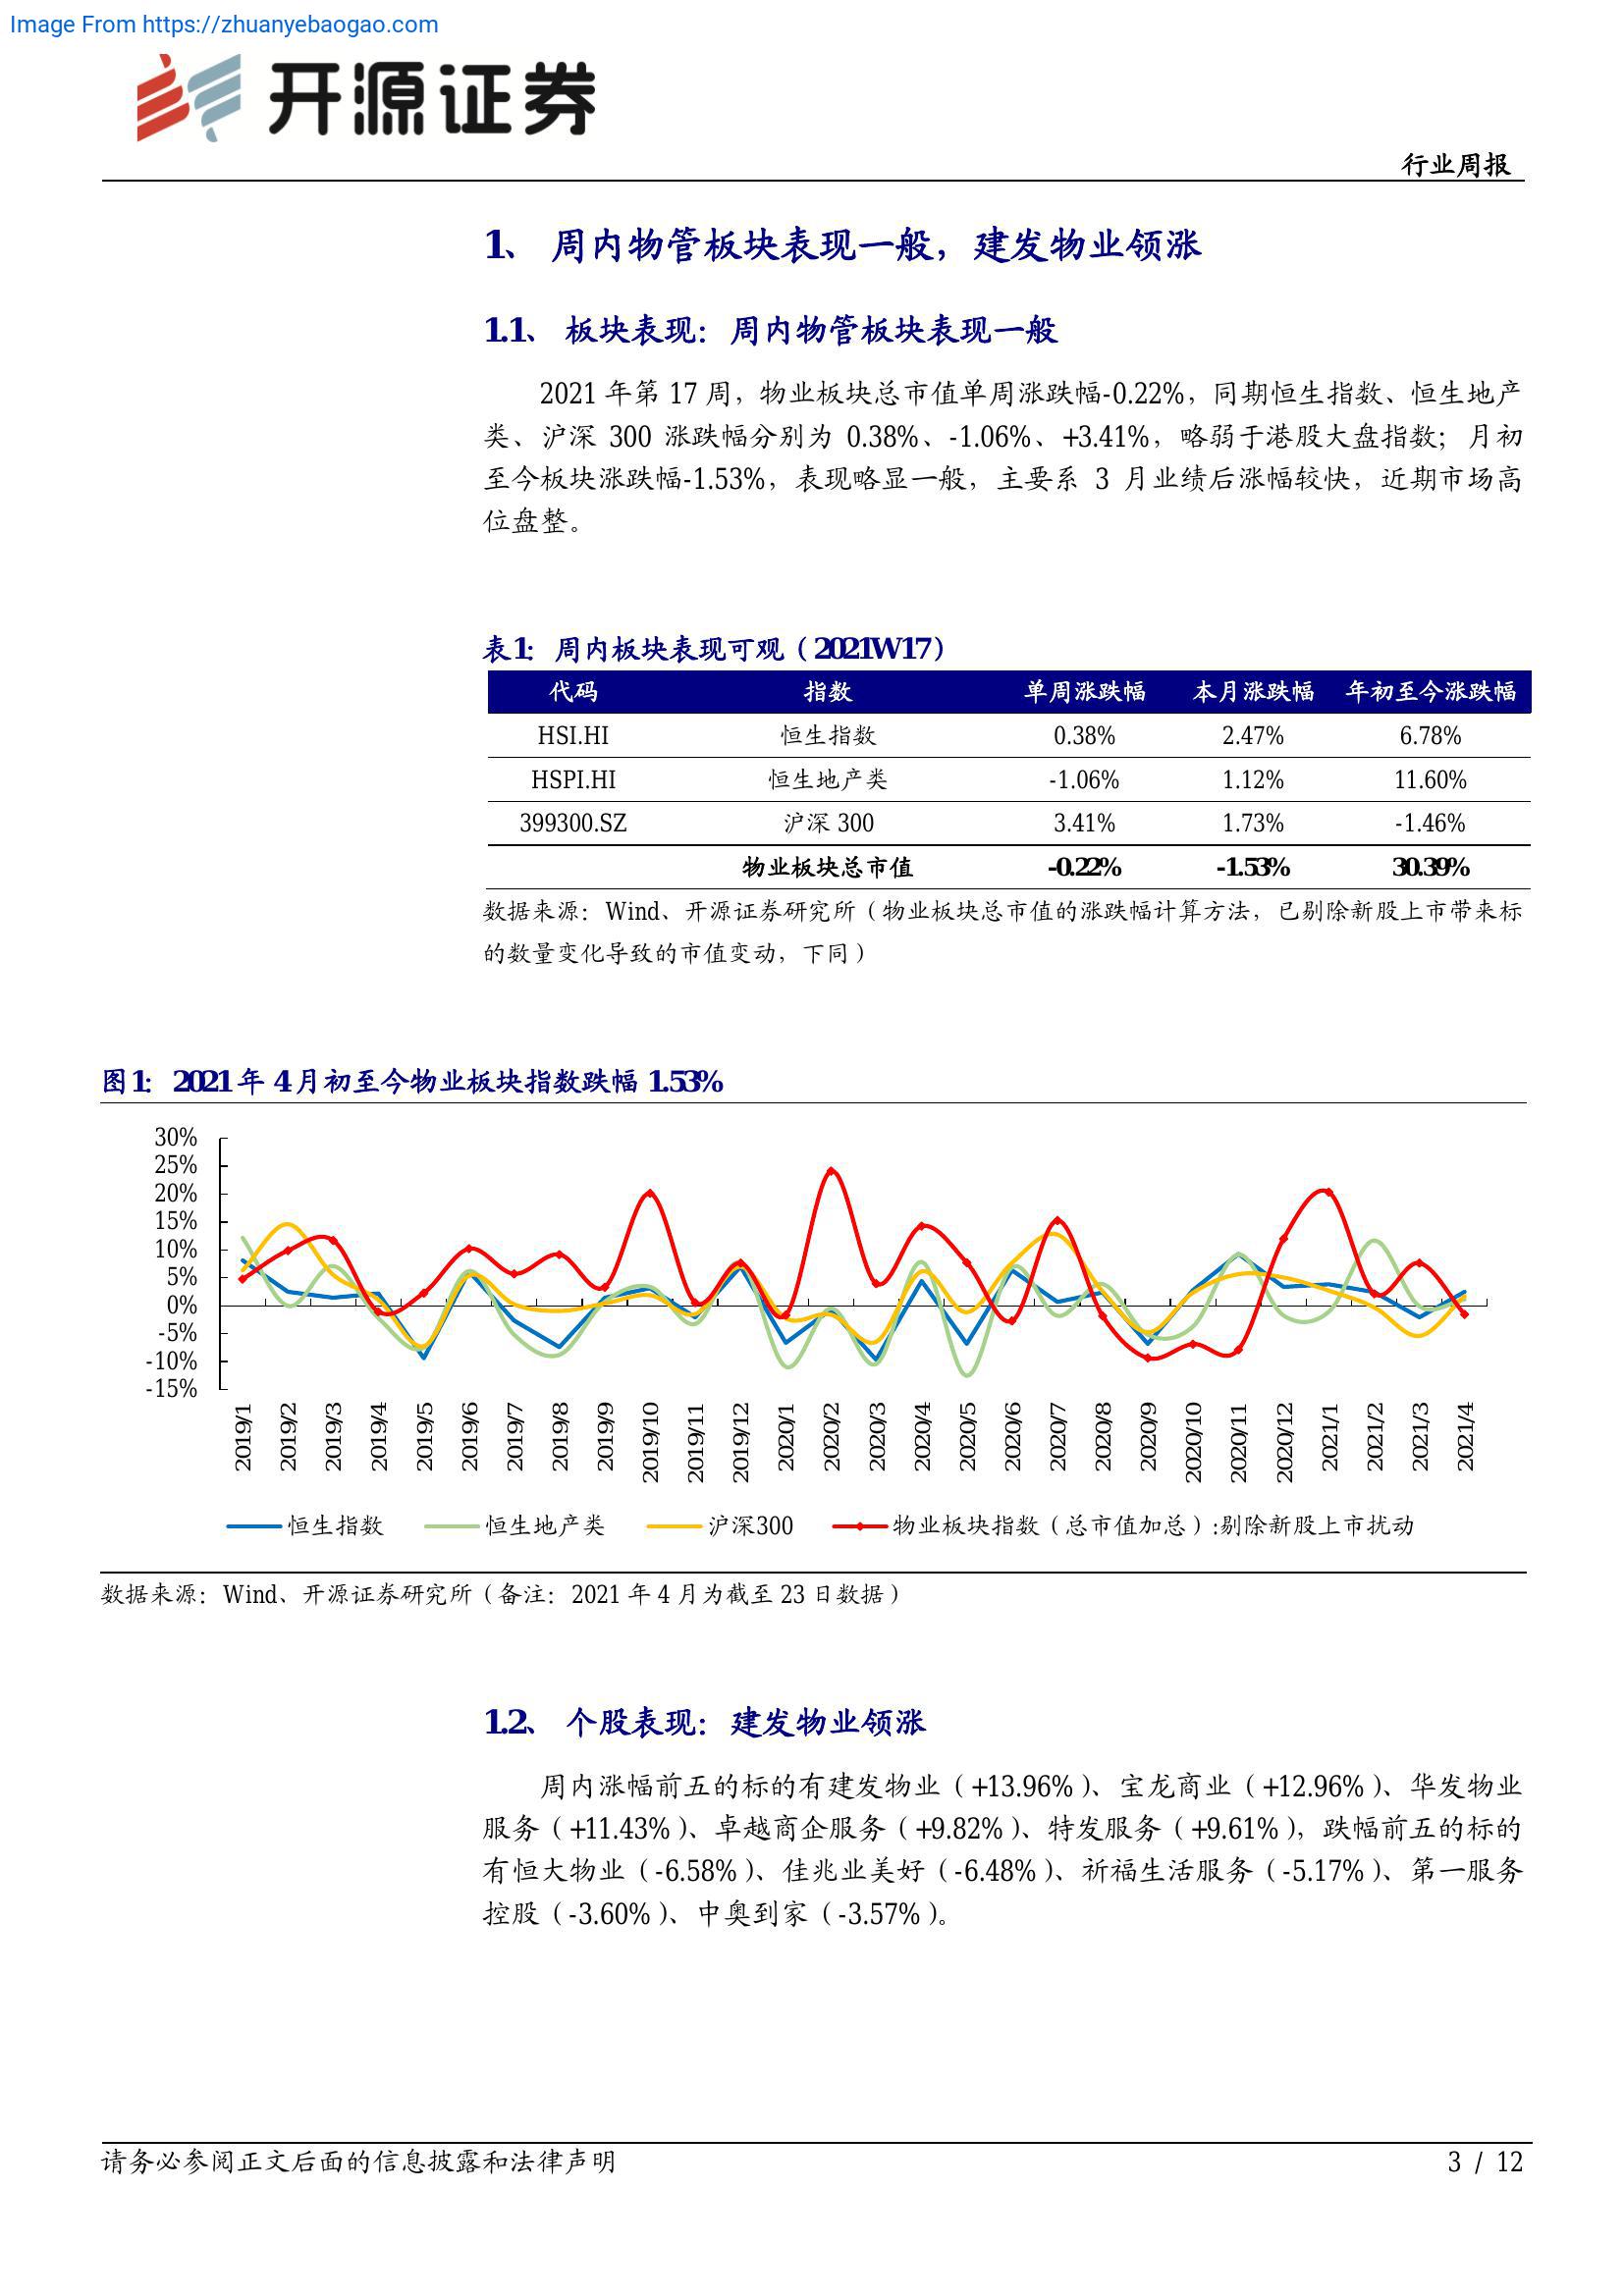 Image From https://zhuanyebaogao.com
开源证券
行业周报
1、 周内物管板块表现一般，建发物业领涨
1.1、 板块表现：周内物管板块表现一般
2021 年第 17 周，物业板块总市值单周涨跌幅-0.22%，同期恒生指数、恒生地产
类、沪深 300 涨跌幅分别为 0.38%、-1.06%、+3.41%，略弱于港股大盘指数；月初
至今板块涨跌幅-1.53%，表现略显一般，主要系 3 月业绩后涨幅较快，近期市场高
位盘整。
表1：周内板块表现可观（2021W17）
代码 指数 单周涨跌幅 本月涨跌幅 年初至今涨跌幅
HSI.HI 恒生指数 0.38% 2.47% 6.78%
HSPI.HI 恒生地产类 -1.06% 1.12% 11.60%
399300.SZ 沪深 300 3.41% 1.73% -1.46%
物业板块总市值 -0.22% -1.53% 30.39%
数据来源：Wind、开源证券研究所（物业板块总市值的涨跌幅计算方法，已剔除新股上市带来标
的数量变化导致的市值变动，下同）
图1：2021 年 4 月初至今物业板块指数跌幅 1.53%
30%
25%
20%
15%
10%
5%
0%
-5%
-10%
-15%
2019/1 2019/2 2019/3 2019/4 2019/5 2019/6 2019/7 2019/8 2019/9 2019/10 2019/11 2019/12 2020/1 2020/2 2020/3 2020/4 2020/5 2020/6 2020/7 2020/8 2020/9 2020/10 2020/11 2020/12 2021/1 2021/2 2021/3 2021/4
恒生指数 恒生地产类 沪深300 物业板块指数（总市值加总）:剔除新股上市扰动
数据来源：Wind、开源证券研究所（备注：2021 年 4 月为截至 23 日数据）
1.2、 个股表现：建发物业领涨
周内涨幅前五的标的有建发物业（+13.96%）、宝龙商业（+12.96%）、华发物业
服务（+11.43%）、卓越商企服务（+9.82%）、特发服务（+9.61%），跌幅前五的标的
有恒大物业（-6.58%）、佳兆业美好（-6.48%）、祈福生活服务（-5.17%）、第一服务
控股（-3.60%）、中奥到家（-3.57%）。
请务必参阅正文后面的信息披露和法律声明
3 / 12